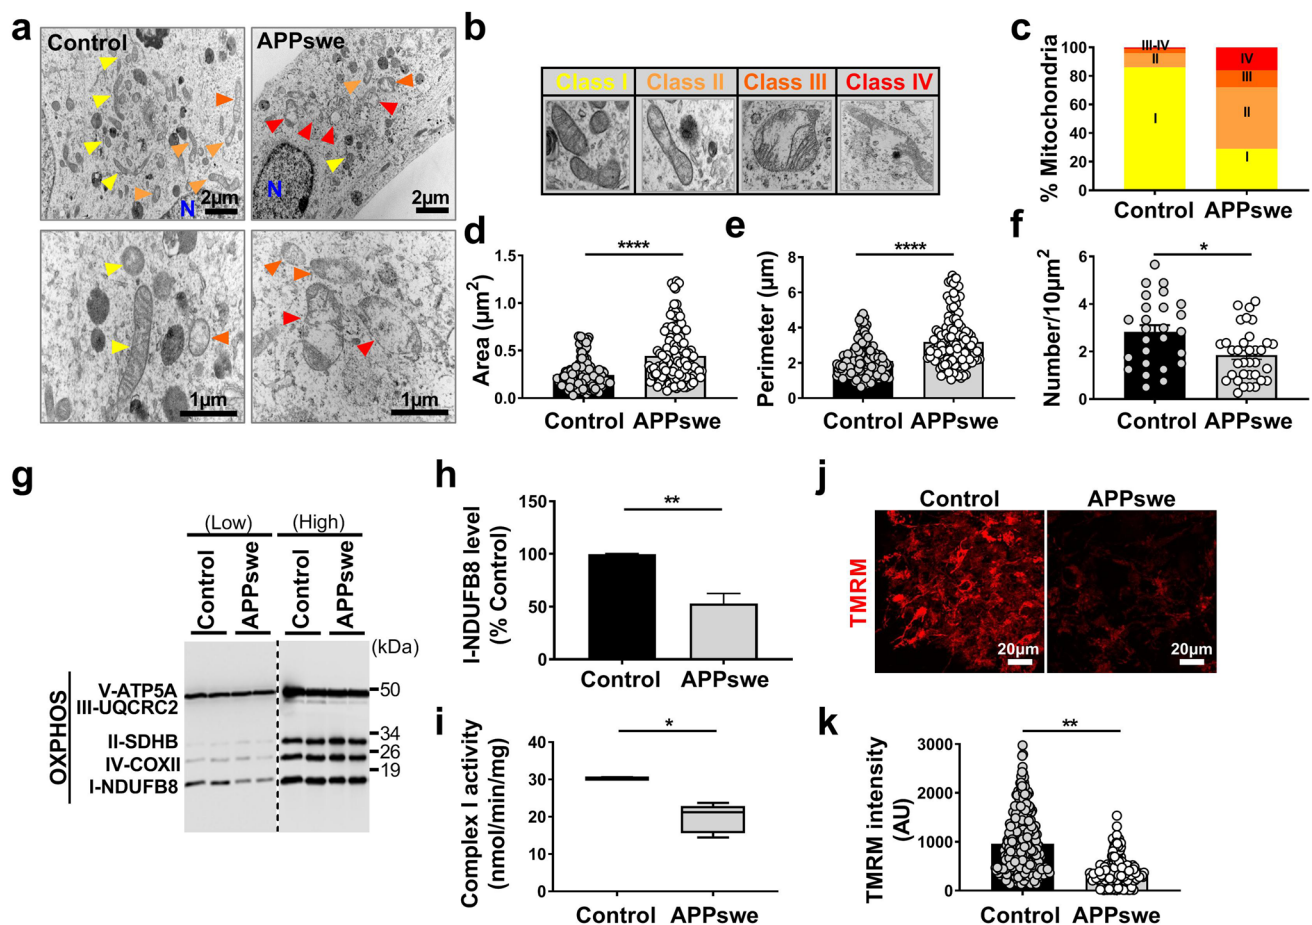 a
Control
APPswe
N
2µm
N
2µm
1µm
1µm
b
Class I
Class II
Class III
Class IV
c
% Mitochondria
100
80
60
40
20
0
III-IV
II
I
IV
III
II
I
Control APPswe
d
Area (µm²)
1.5
1.0
0.5
0.0
****
Control APPswe
e
Perimeter (µm)
8
6
4
2
0
****
Control APPswe
f
Number/10µm²
6
4
2
0
*
Control APPswe
g
(Low) (High)
Control
APPswe
Control
APPswe
(kDa)
OXPHOS
V-ATP5A
III-UQCRC2
II-SDHB
IV-COXII
I-NDUFB8
50
34
26
19
h
I-NDUFB8 level
(% Control)
150
100
50
0
**
Control APPswe
i
Complex I activity
(nmol/min/mg)
40
30
20
10
0
*
Control APPswe
j
Control APPswe
TMRM
20µm
20µm
k
TMRM intensity
(AU)
3000
2000
1000
0
**
Control APPswe